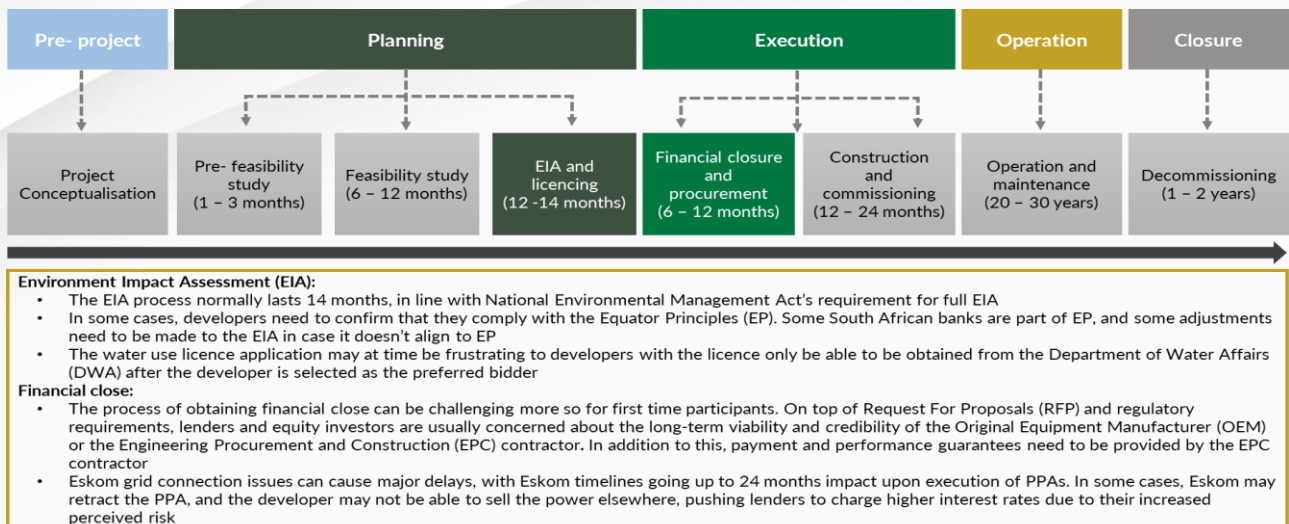 Pre- project
Planning
Execution
Operation
Closure
Project
Conceptualisation
Pre- feasibility
study
(1 – 3 months)
Feasibility study
(6 – 12 months)
EIA and
licencing
(12 -14 months)
Financial closure
and
procurement
(6 – 12 months)
Construction
and
commissioning
(12 – 24 months)
Operation and
maintenance
(20 – 30 years)
Decommissioning
(1 – 2 years)
Environment Impact Assessment (EIA):
• The EIA process normally lasts 14 months, in line with National Environmental Management Act's requirement for full EIA
• In some cases, developers need to confirm that they comply with the Equator Principles (EP). Some South African banks are part of EP, and some adjustments
need to be made to the EIA in case it doesn't align to EP
• The water use licence application may at time be frustrating to developers with the licence only be able to be obtained from the Department of Water Affairs
(DWA) after the developer is selected as the preferred bidder
Financial close:
• The process of obtaining financial close can be challenging more so for first time participants. On top of Request For Proposals (RFP) and regulatory
requirements, lenders and equity investors are usually concerned about the long-term viability and credibility of the Original Equipment Manufacturer (OEM)
or the Engineering Procurement and Construction (EPC) contractor. In addition to this, payment and performance guarantees need to be provided by the EPC
contractor
• Eskom grid connection issues can cause major delays, with Eskom timelines going up to 24 months impact upon execution of PPAs. In some cases, Eskom may
retract the PPA, and the developer may not be able to sell the power elsewhere, pushing lenders to charge higher interest rates due to their increased
perceived risk